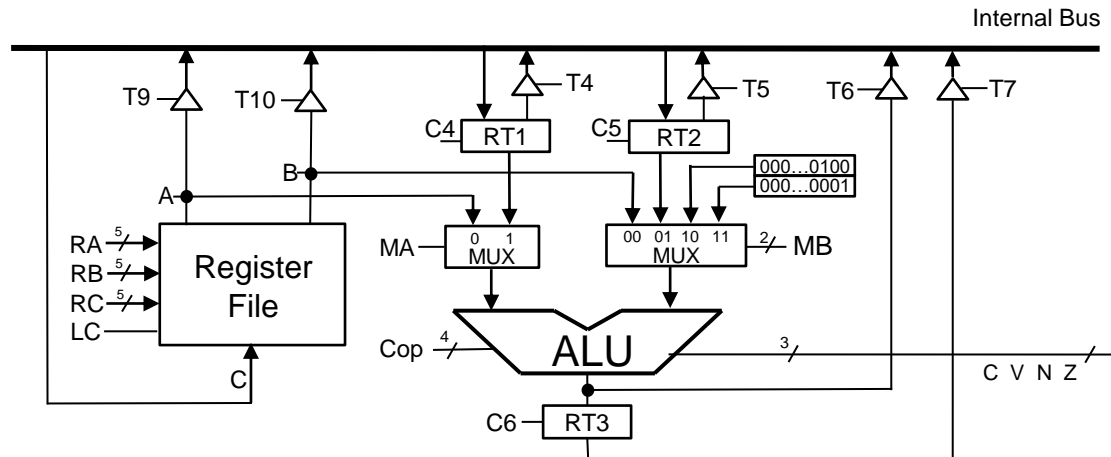 Internal Bus
T9
T10
T4
T5
T6
T7
C4
RT1
C5
RT2
000...0100
000...0001
B
A
RA
5
RB
5
RC
5
LC
Register
File
C
MA
0 1
MUX
00 01 10 11
MUX
2
MB
Cop
4
ALU
3
C V N Z
C6
RT3